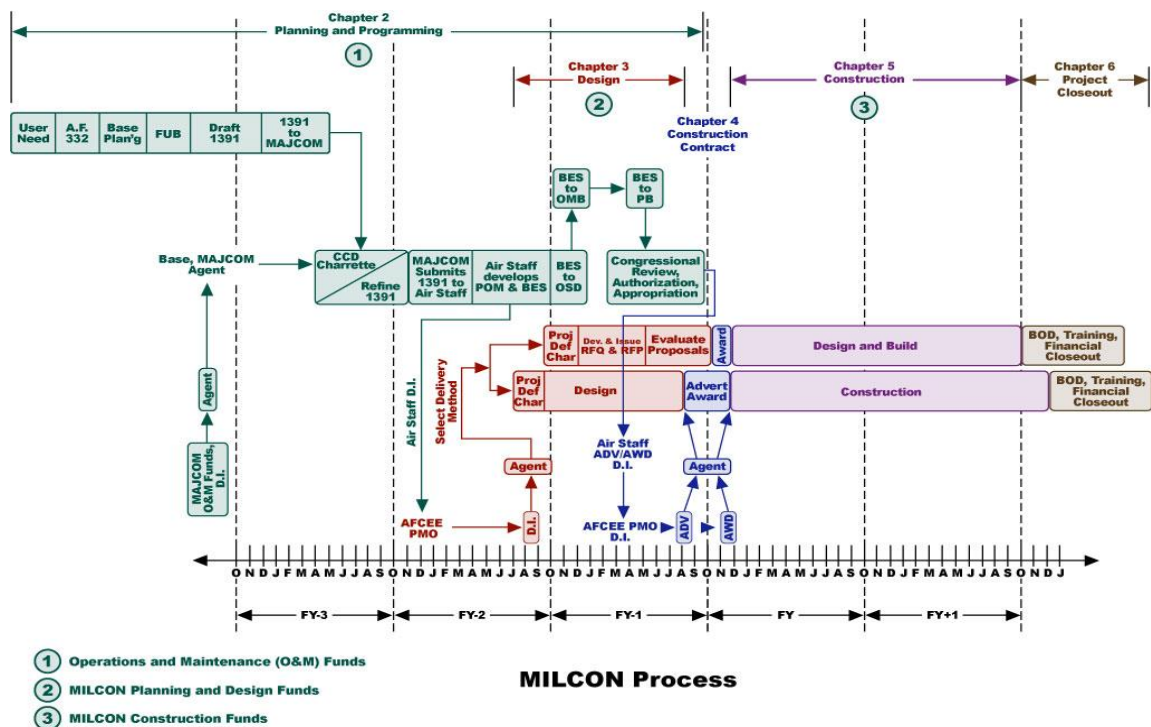 Chapter 2
Planning and Programming
1
Chapter 3
Design
2
Chapter 4
Construction
Contract
Chapter 5
Construction
3
Chapter 6
Project
Closeout
User
Need
A.F.
332
Base
Plan'g
FUB
Draft
1391
1391
to
MAJCOM
BES
to
OMB
BES
to
PB
Base, MAJCOM
Agent
CCD
Charrette
Refine
1391
MAJCOM
Submits
1391 to
Air Staff
Air Staff
develops
POM & BES
BES
to
OSD
Congressional
Review,
Authorization,
Appropriation
Proj
Def
Char
Dev. & Issue
RFQ & RFP
Evaluate
Proposals
Award
Design and Build
BOD, Training,
Financial
Closeout
Proj
Def
Char
Design
Advert
Award
Construction
BOD, Training,
Financial
Closeout
Agent
MAJCOM
O&M Funds,
D.I.
Air Staff D.I.
Select Delivery
Method
Agent
D.I.
AFCEE
PMO
Air Staff
ADV/AWD
D.I.
Agent
AFCEE PMO
D.I.
ADV
AWD
O N D J F M A M J J A S O N D J F M A M J J A S O N D J F M A M J J A S O N D J F M A M J J A S O N D J F M A M J J A S O N D J
FY-3
FY-2
FY-1
FY
FY+1
1 Operations and Maintenance (O&M) Funds
2 MILCON Planning and Design Funds
3 MILCON Construction Funds
MILCON Process